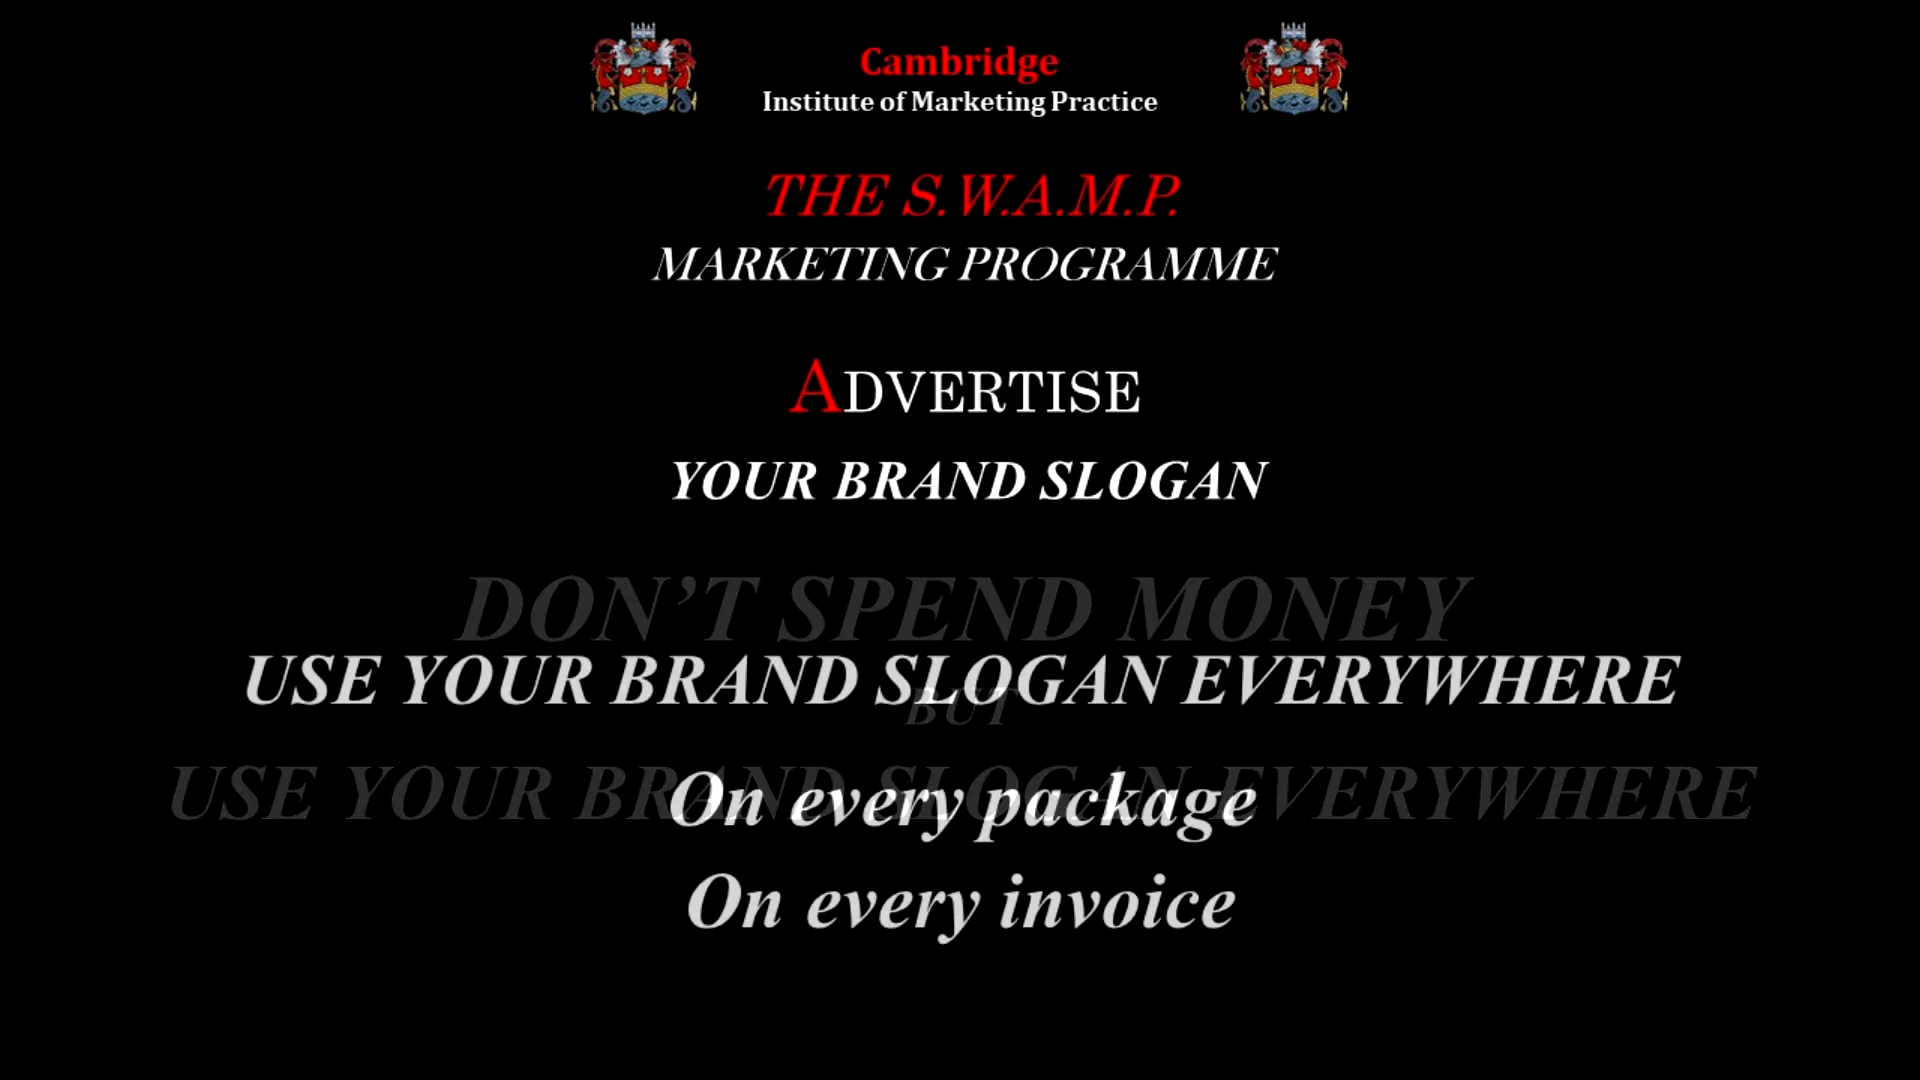 Cambridge
Institute of Marketing Practice
THE S.W.A.M.P.
MARKETING PROGRAMME
ADVERTISE
YOUR BRAND SLOGAN
DON'T SPEND MONEY
USE YOUR BRAND SLOGAN EVERYWHERE
BUT
USE YOUR BRAND SLOGAN EVERYWHERE
On every package
On every invoice